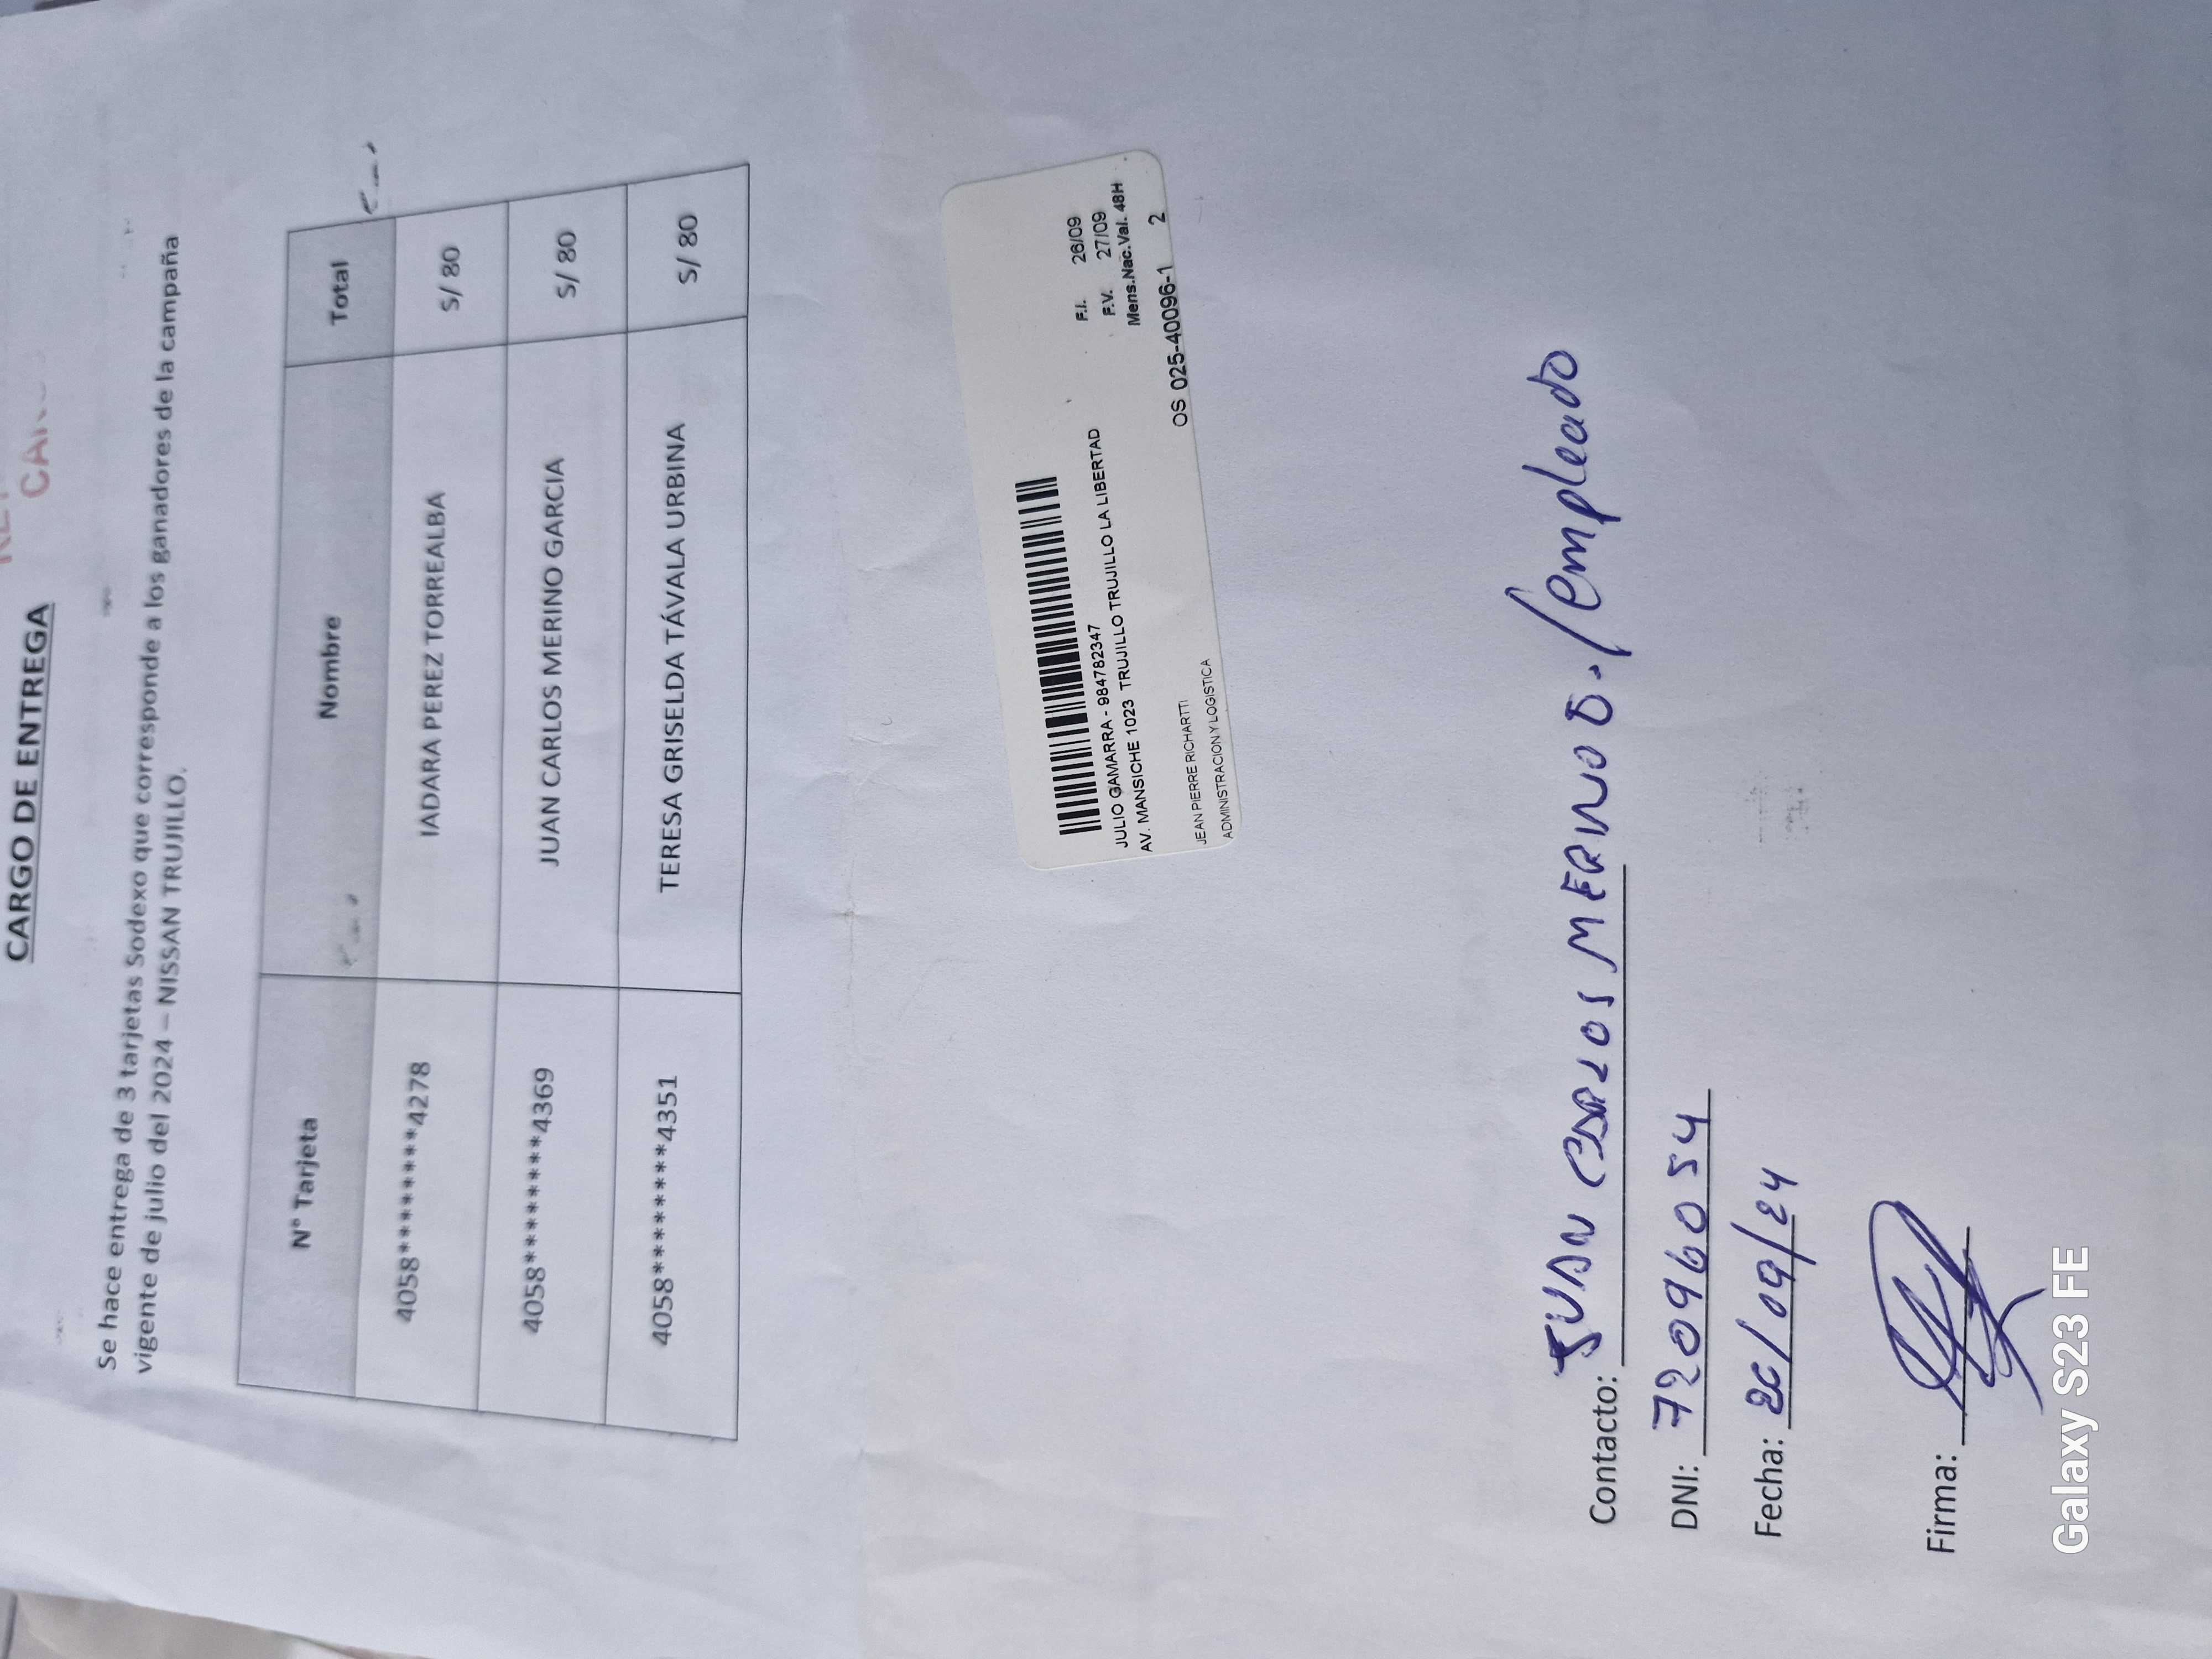 CARGO DE ENTREGA
Se hace entrega de 3 tarjetas Sodexo que corresponde a los ganadores de la campaña
vigente de julio del 2024 – NISSAN TRUJILLO.
N° Tarjeta Nombre Total
4058*********4278 IADARA PEREZ TORREALBA S/ 80
4058*********4369 JUAN CARLOS MERINO GARCIA S/ 80
4058*********4351 TERESA GRISELDA TÁVALA URBINA S/ 80
F.I. 26/09
F.V. 27/09
Mens.Nac.Val. 48H
JULIO GAMARRA - 984782347
AV. MANSICHE 1023 TRUJILLO TRUJILLO LA LIBERTAD
OS 025-40096-1 2
JEAN PIERRE RICHARTTI
ADMINISTRACION Y LOGISTICA
Contacto: JUAN CARLOS MERINO G. / empleado
DNI: 72096054
Fecha: 26/09/24
Firma:
Galaxy S23 FE